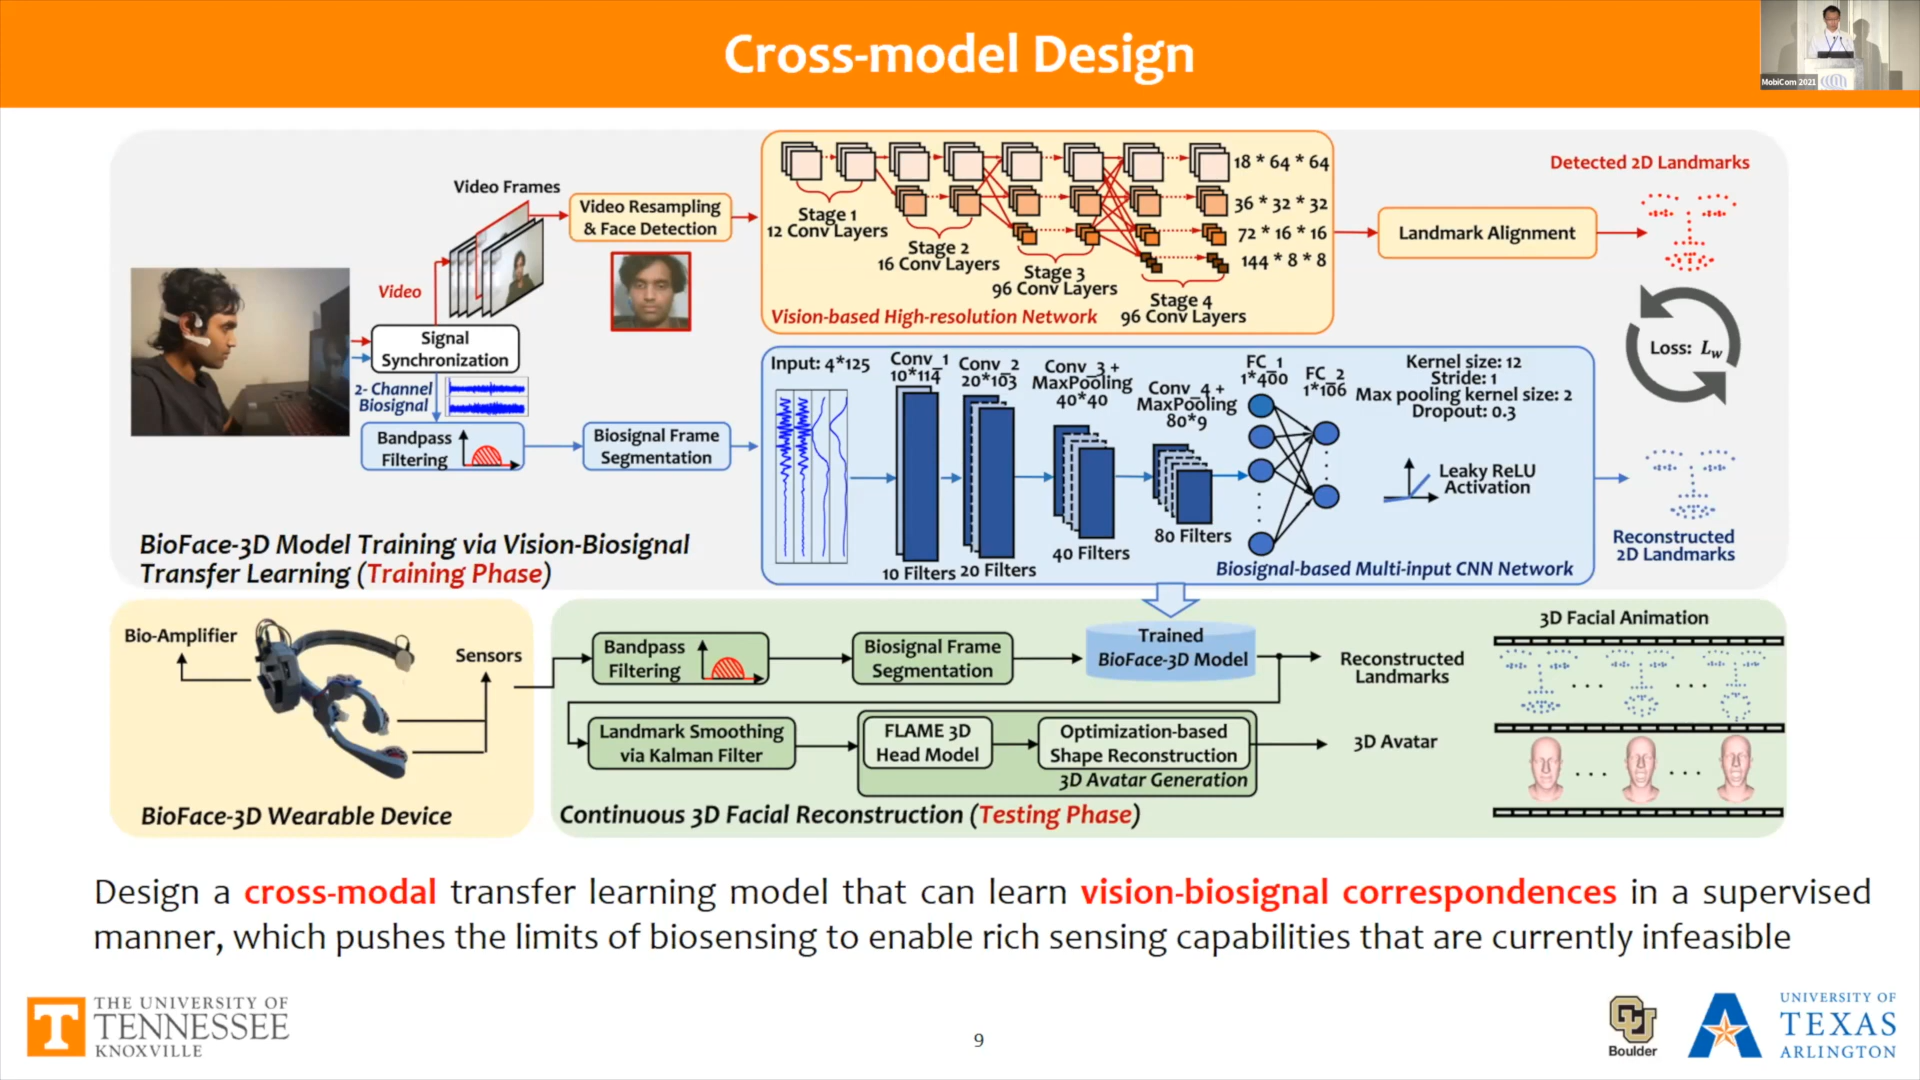 Cross-model Design
MobiCom 2021
Video Frames
Video
Signal
Synchronization
2- Channel
Biosignal
Bandpass
Filtering
Video Resampling
& Face Detection
Biosignal Frame
Segmentation
Stage 1
12 Conv Layers
Stage 2
16 Conv Layers
Stage 3
96 Conv Layers
Stage 4
96 Conv Layers
18 * 64 * 64
36 * 32 * 32
72 * 16 * 16
144 * 8 * 8
Vision-based High-resolution Network
Landmark Alignment
Detected 2D Landmarks
Loss: Lw
Input: 4*125
Conv_1
10*114
Conv_2
20*103
Conv_3 +
MaxPooling
40*40
Conv_4 +
MaxPooling
80*9
FC_1
1*400
FC_2
1*106
Kernel size: 12
Stride: 1
Max pooling kernel size: 2
Dropout: 0.3
Leaky ReLU
Activation
10 Filters
20 Filters
40 Filters
80 Filters
Biosignal-based Multi-input CNN Network
Reconstructed
2D Landmarks
BioFace-3D Model Training via Vision-Biosignal
Transfer Learning (Training Phase)
Bio-Amplifier
Sensors
BioFace-3D Wearable Device
Bandpass
Filtering
Biosignal Frame
Segmentation
Trained
BioFace-3D Model
Reconstructed
Landmarks
Landmark Smoothing
via Kalman Filter
FLAME 3D
Head Model
Optimization-based
Shape Reconstruction
3D Avatar Generation
3D Avatar
3D Facial Animation
Continuous 3D Facial Reconstruction (Testing Phase)
Design a cross-modal transfer learning model that can learn vision-biosignal correspondences in a supervised
manner, which pushes the limits of biosensing to enable rich sensing capabilities that are currently infeasible
T
THE UNIVERSITY OF
TENNESSEE
KNOXVILLE
9
CU
Boulder
A
UNIVERSITY OF
TEXAS
ARLINGTON